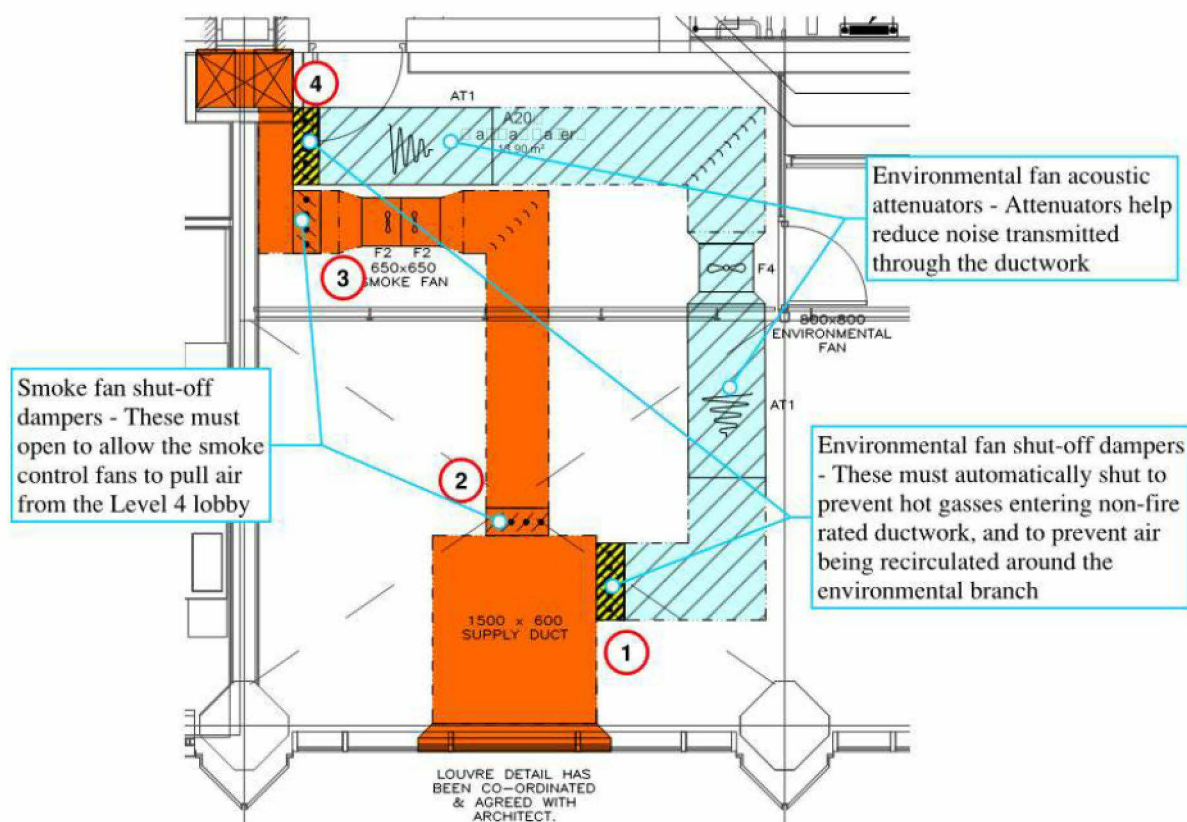 4
AT1
A20
13.90 m²
Environmental fan acoustic
attenuators - Attenuators help
reduce noise transmitted
through the ductwork
F2 F2
650x650
SMOKE FAN
3
F4
800x800
ENVIRONMENTAL
FAN
Smoke fan shut-off
dampers - These must
open to allow the smoke
control fans to pull air
from the Level 4 lobby
AT1
2
Environmental fan shut-off dampers
- These must automatically shut to
prevent hot gasses entering non-fire
rated ductwork, and to prevent air
being recirculated around the
environmental branch
1500 x 600
SUPPLY DUCT
1
LOUVRE DETAIL HAS
BEEN CO-ORDINATED
& AGREED WITH
ARCHITECT.